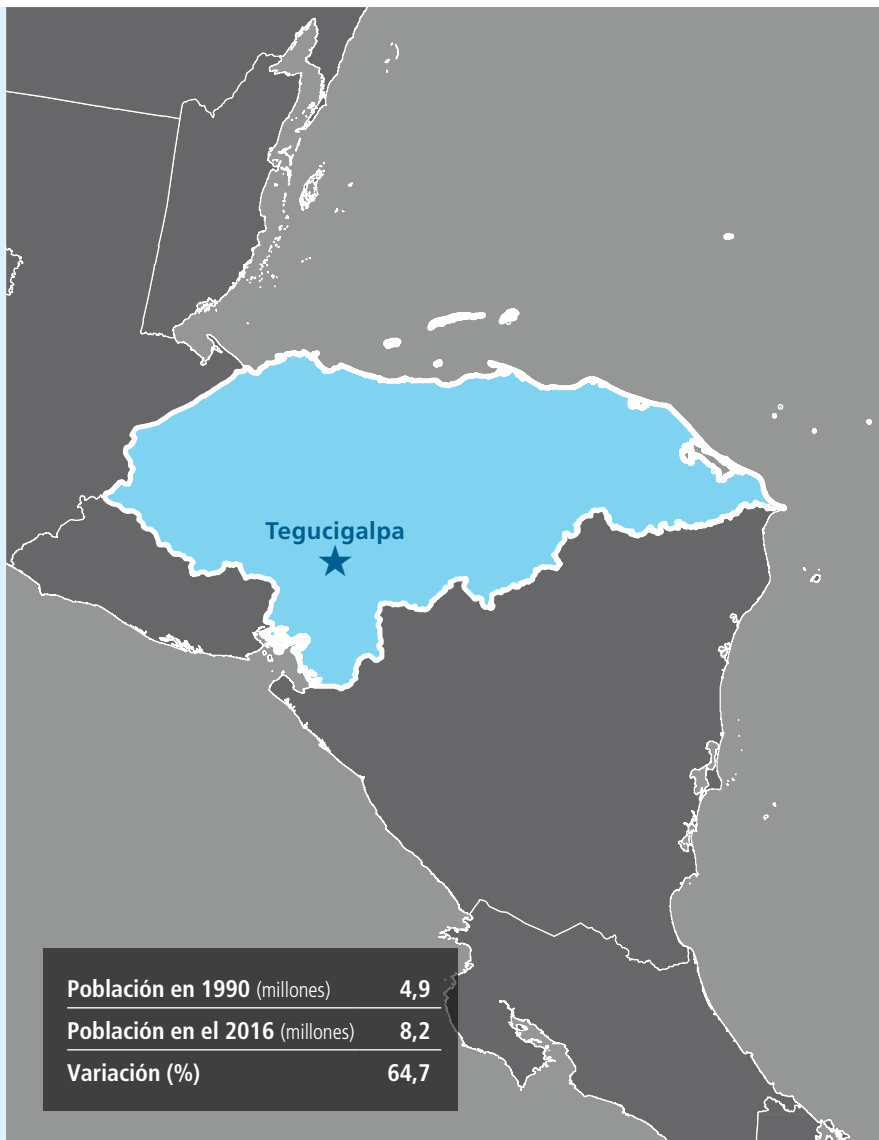 Tegucigalpa
Población en 1990 (millones) 4,9
Población en el 2016 (millones) 8,2
Variación (%) 64,7